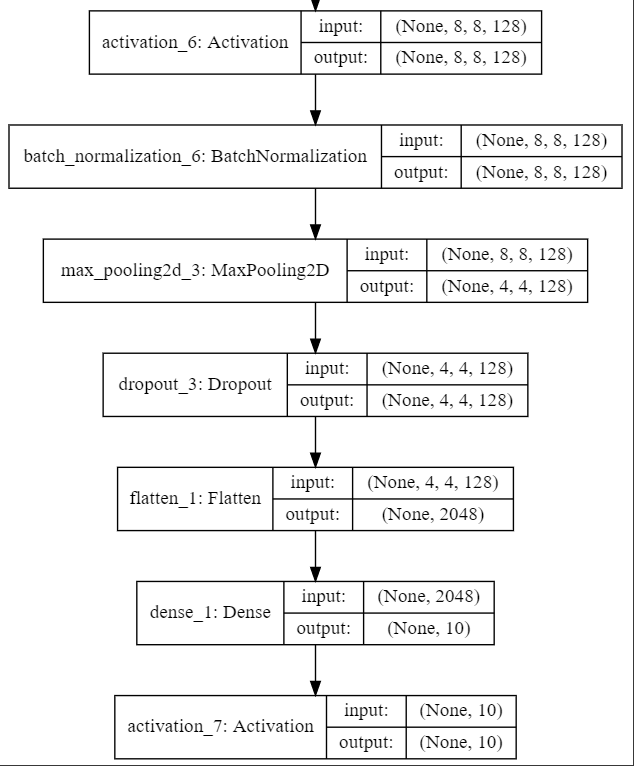 activation_6: Activation input: (None, 8, 8, 128)
output: (None, 8, 8, 128)
batch_normalization_6: BatchNormalization input: (None, 8, 8, 128)
output: (None, 8, 8, 128)
max_pooling2d_3: MaxPooling2D input: (None, 8, 8, 128)
output: (None, 4, 4, 128)
dropout_3: Dropout input: (None, 4, 4, 128)
output: (None, 4, 4, 128)
flatten_1: Flatten input: (None, 4, 4, 128)
output: (None, 2048)
dense_1: Dense input: (None, 2048)
output: (None, 10)
activation_7: Activation input: (None, 10)
output: (None, 10)